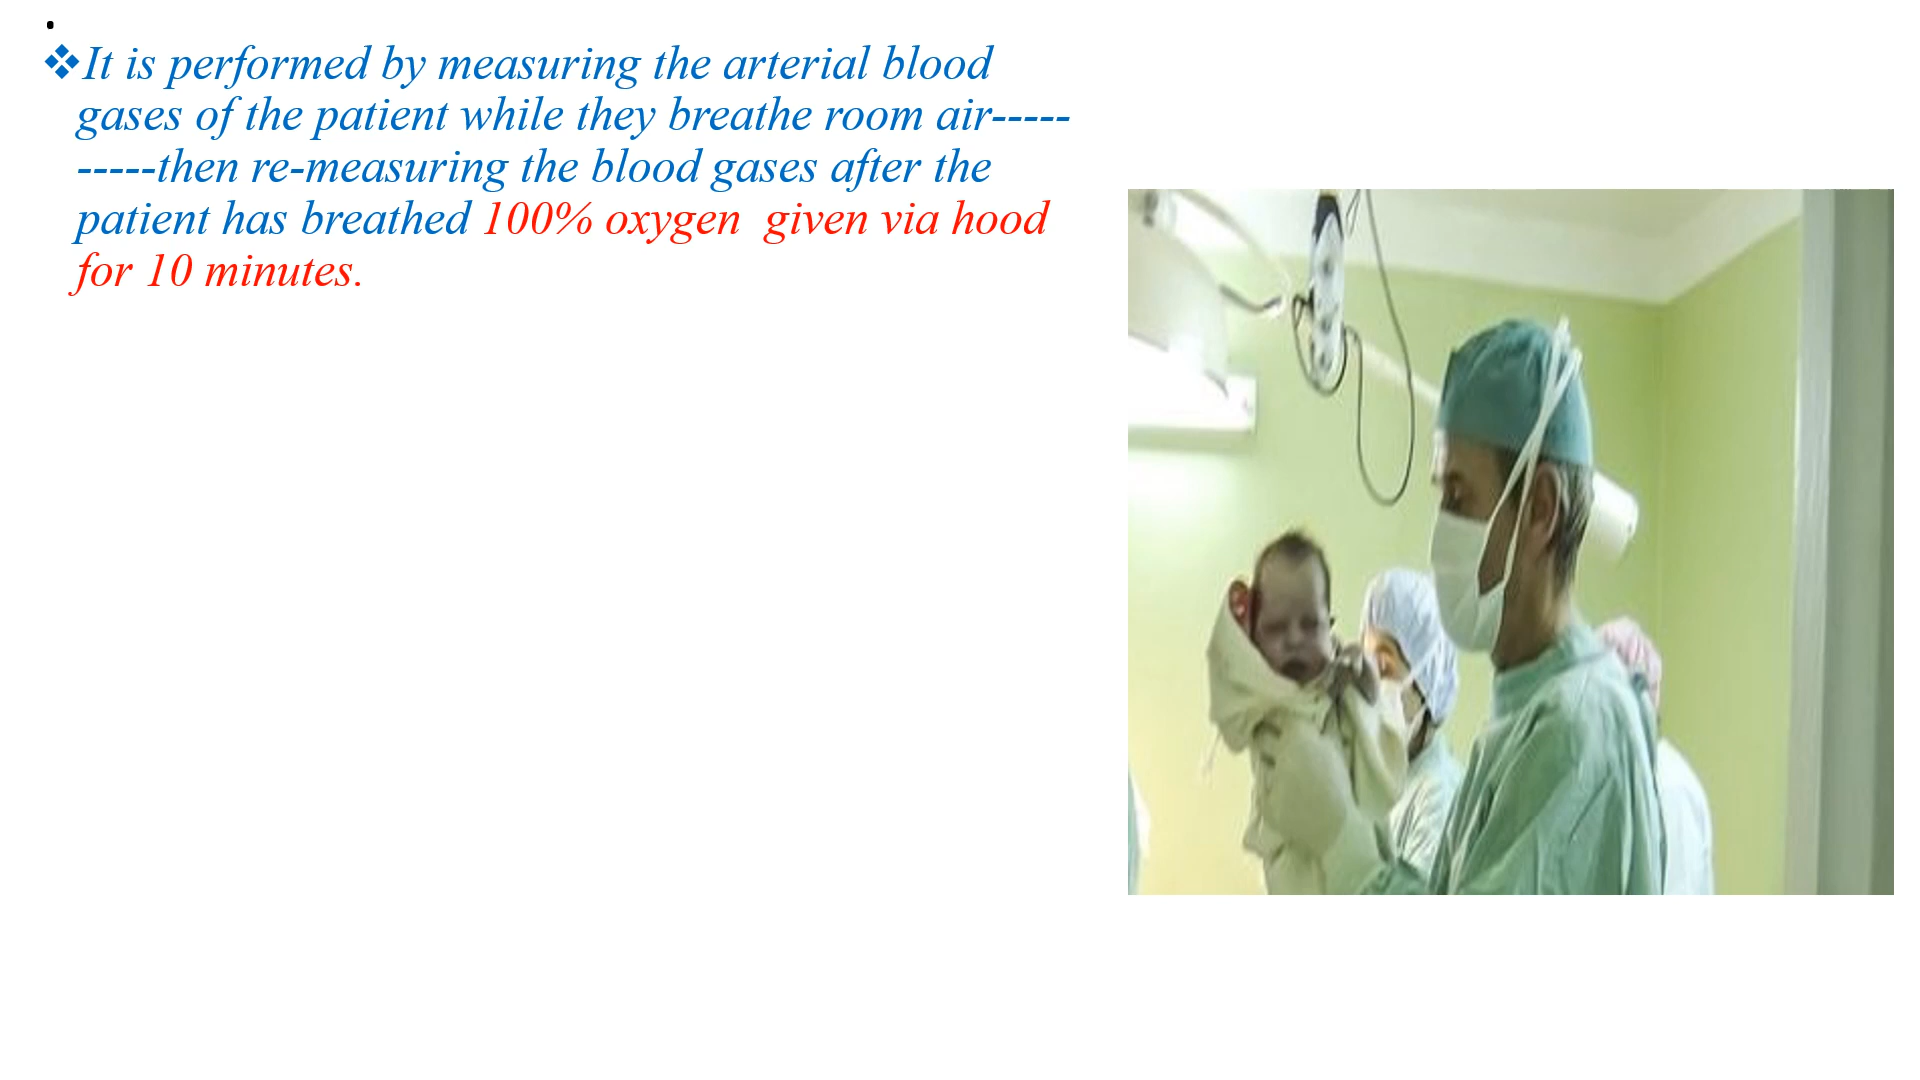 .
❖It is performed by measuring the arterial blood
gases of the patient while they breathe room air-----
-----then re-measuring the blood gases after the
patient has breathed 100% oxygen  given via hood
for 10 minutes.